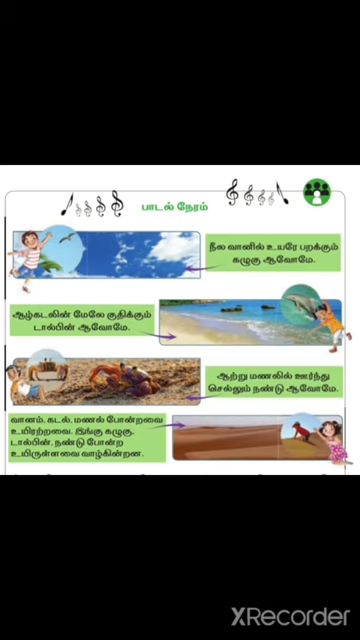 பாடல் நேரம்
நீல வானில் உயரே பறக்கும்
கழுகு ஆவோமே.
ஆழ்கடலின் மேலே குதிக்கும்
டால்பின் ஆவோமே.
ஆற்று மணலில் ஊர்ந்து
செல்லும் நண்டு ஆவோமே.
வானம், கடல், மணல் போன்றவை
உயிரற்றவை. இங்கு கழுகு,
டால்பின், நண்டு போன்ற
உயிருள்ளவை வாழ்கின்றன.
XRecorder